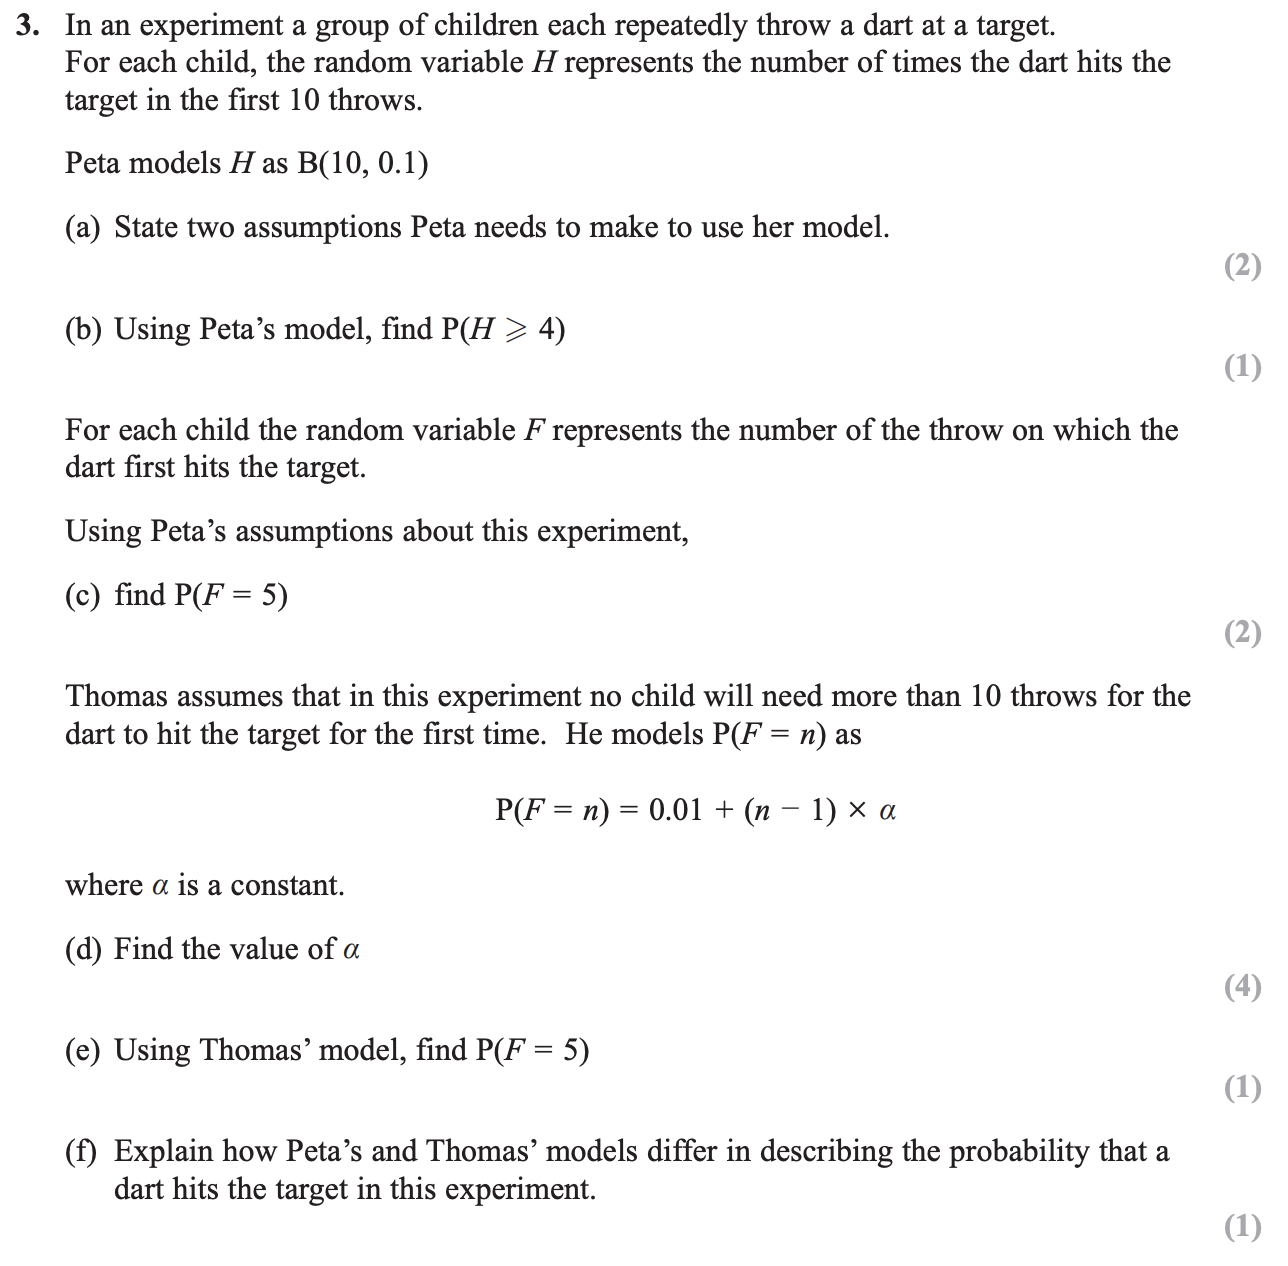 3. In an experiment a group of children each repeatedly throw a dart at a target.
For each child, the random variable H represents the number of times the dart hits the
target in the first 10 throws.
Peta models H as B(10, 0.1)
(a) State two assumptions Peta needs to make to use her model.
(2)
(b) Using Peta’s model, find P(H ⩾ 4)
(1)
For each child the random variable F represents the number of the throw on which the
dart first hits the target.
Using Peta’s assumptions about this experiment,
(c) find P(F = 5)
(2)
Thomas assumes that in this experiment no child will need more than 10 throws for the
dart to hit the target for the first time. He models P(F = n) as
P(F = n) = 0.01 + (n − 1) × α
where α is a constant.
(d) Find the value of α
(4)
(e) Using Thomas’ model, find P(F = 5)
(1)
(f) Explain how Peta’s and Thomas’ models differ in describing the probability that a
dart hits the target in this experiment.
(1)